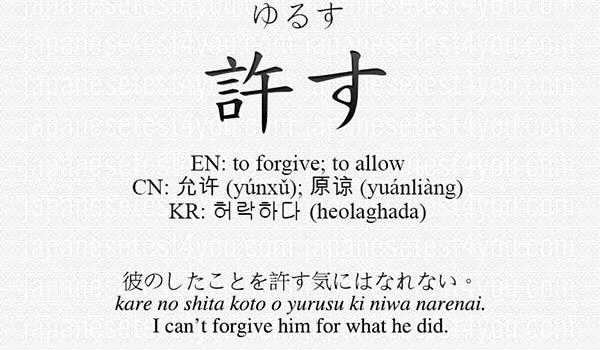 ゆるす
許す
EN: to forgive; to allow
CN: 允许 (yúnxǔ); 原谅 (yuánliàng)
KR: 허락하다 (heolaghada)
彼のしたことを許す気にはなれない。
kare no shita koto o yurusu ki niwa narenai.
I can't forgive him for what he did.